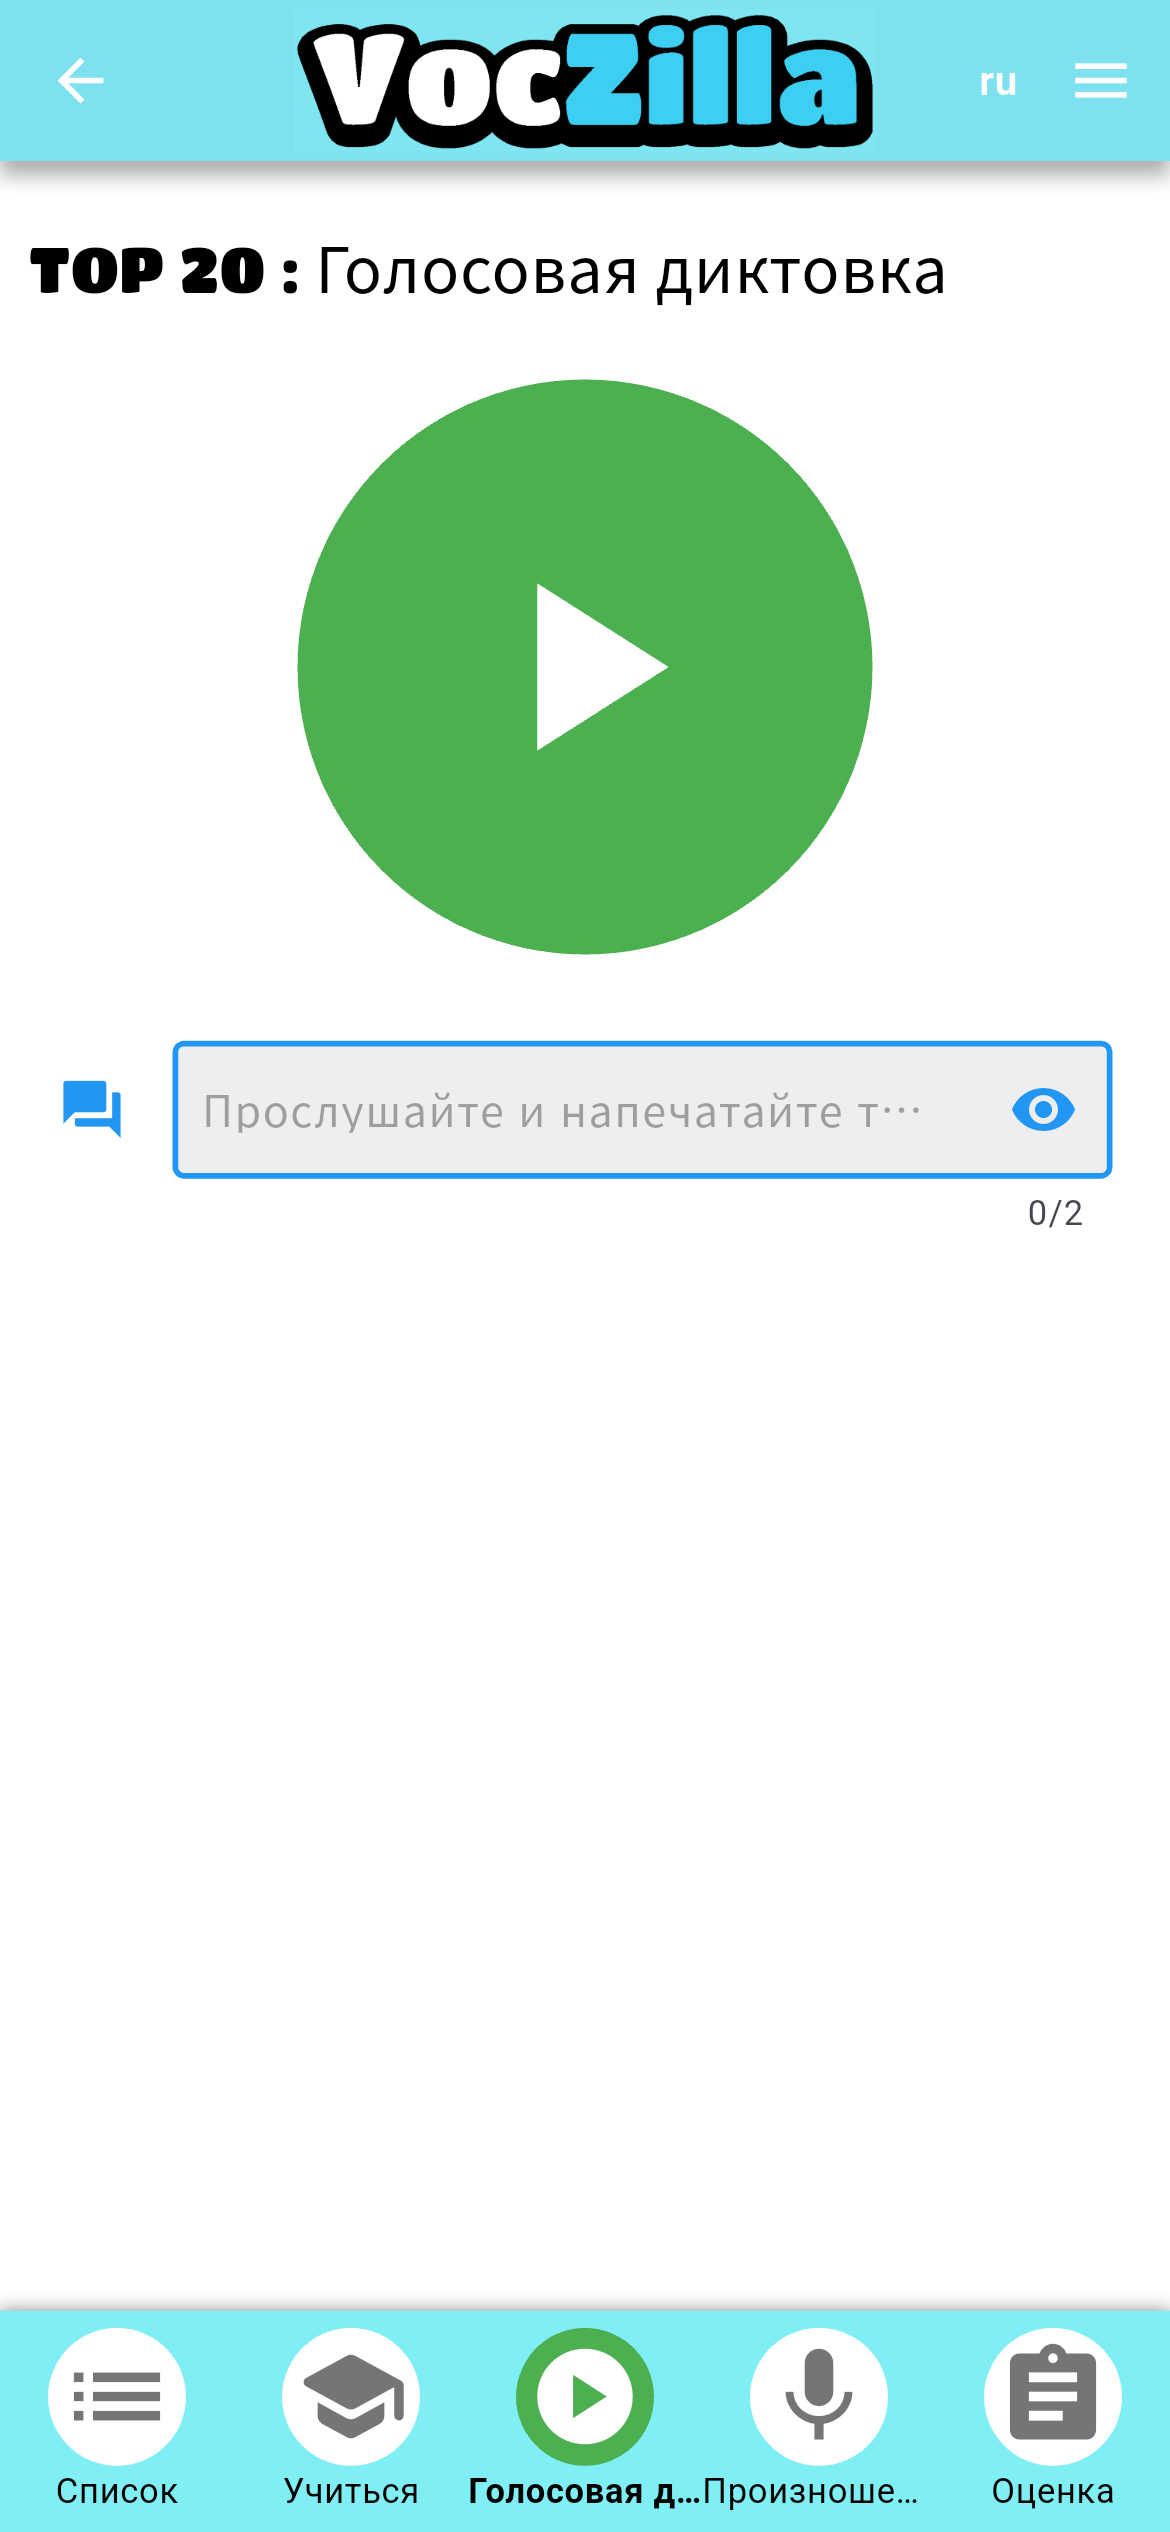 VocZilla
ru
TOP 20 : Голосовая диктовка
Прослушайте и напечатайте т...
0/2
Список
Учиться
Голосовая д...
Произноше...
Оценка